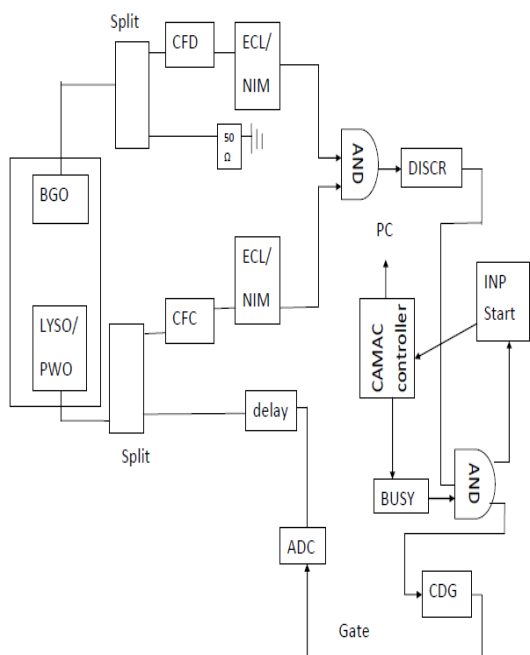 Split
CFD
ECL/
NIM
50
Ω
BGO
AND
DISCR
PC
INP
Start
ECL/
NIM
LYSO/
PWO
CFC
CAMAC
controller
delay
Split
BUSY
AND
ADC
CDG
Gate